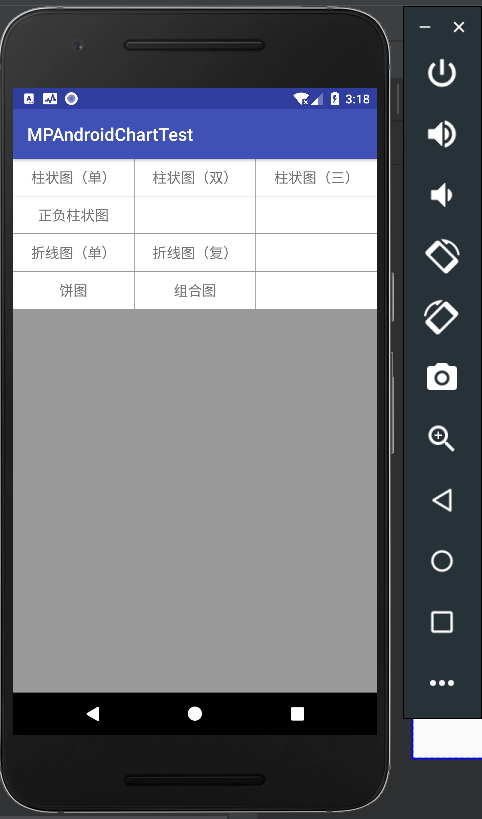 3:18
MPAndroidChartTest
柱状图（单） 柱状图（双） 柱状图（三）
正负柱状图
折线图（单） 折线图（复）
饼图 组合图